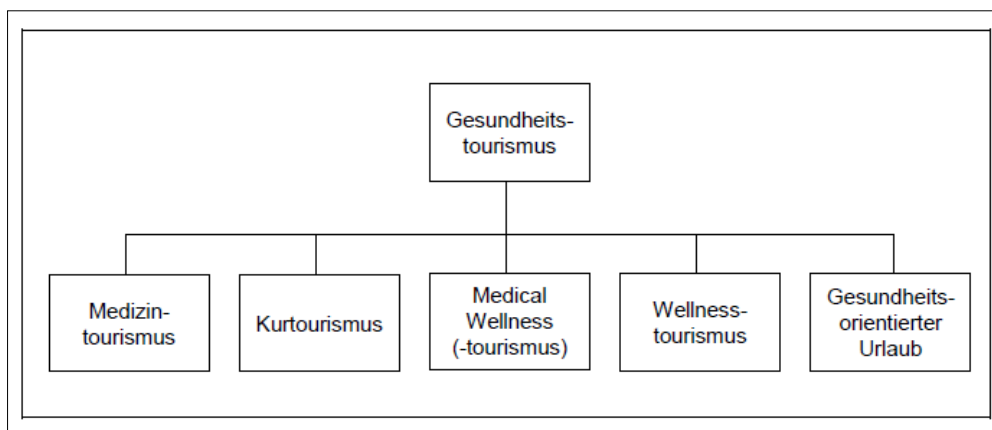 Gesundheits-
tourismus
Medizin-
tourismus
Kurtourismus
Medical
Wellness
(-tourismus)
Wellness-
tourismus
Gesundheits-
orientierter
Urlaub